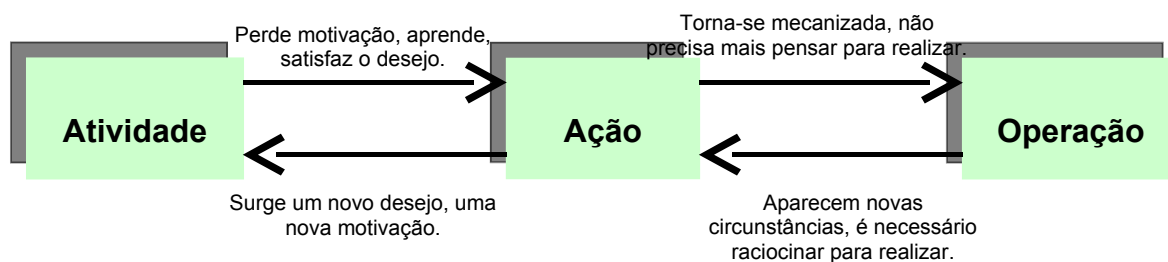 Perde motivação, aprende,
satisfaz o desejo.
Torna-se mecanizada, não
precisa mais pensar para realizar.
Atividade
Ação
Operação
Surge um novo desejo, uma
nova motivação.
Aparecem novas
circunstâncias, é necessário
raciocinar para realizar.